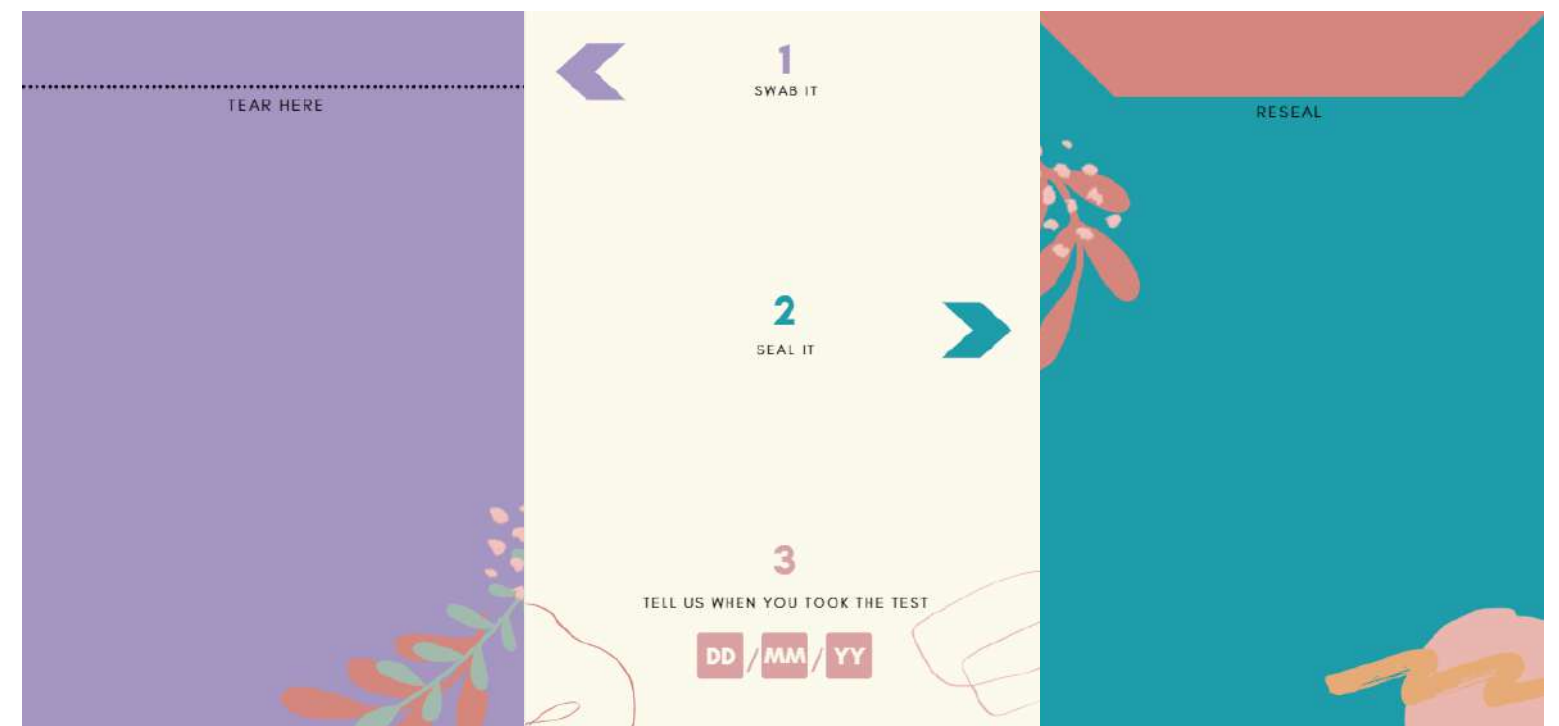 TEAR HERE
1
SWAB IT
2
SEAL IT
3
TELL US WHEN YOU TOOK THE TEST
DD / MM / YY
RESEAL